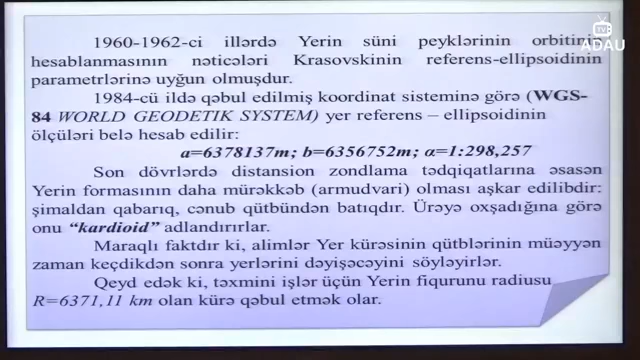 1960-1962-ci illərdə Yerin süni peyklərinin orbitinin
hesablanmasının nəticələri Krasovskinin referens-ellipsoidinin
parametrlərinə uyğun olmuşdur.
1984-cü ildə qəbul edilmiş koordinat sisteminə görə (WGS-
84 WORLD GEODETIK SYSTEM) yer referens – ellipsoidinin
ölçüləri belə hesab edilir:
a=6378137m; b=6356752m; α=1:298,257
Son dövrlərdə distansion zondlama tədqiqatlarına əsasən
Yerin formasının daha mürəkkəb (armudvari) olması aşkar edilibdir:
şimaldan qabarıq, cənub qütbündən batıqdır. Ürəyə oxşadığına görə
onu “kardioid” adlandırırlar.
Maraqlı faktdır ki, alimlər Yer kürəsinin qütblərinin müəyyən
zaman keçdikdən sonra yerlərini dəyişəcəyini söyləyirlər.
Qeyd edək ki, təxmini işlər üçün Yerin fiqurunu radiusu
R=6371,11 km olan kürə qəbul etmək olar.
TV
ADAU